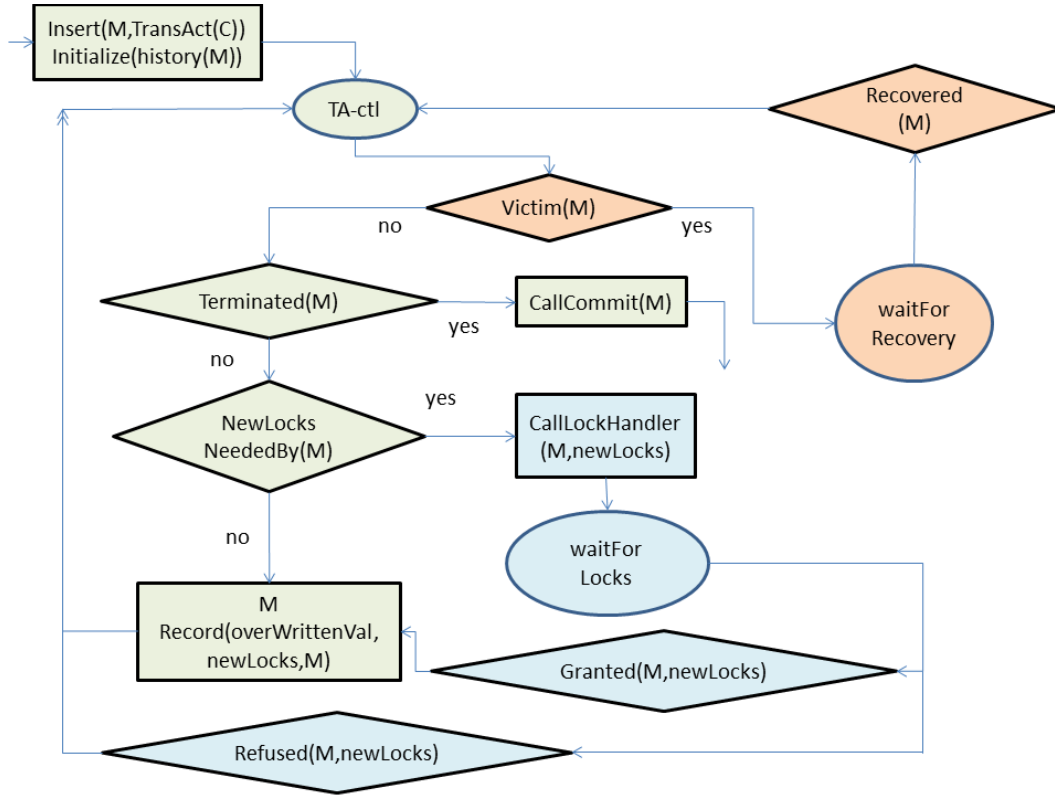 Insert(M,TransAct(C))
Initialize(history(M))
TA-ctl
Recovered
(M)
Victim(M)
no
yes
Terminated(M)
yes
CallCommit(M)
waitFor
Recovery
no
NewLocks
NeededBy(M)
yes
CallLockHandler
(M,newLocks)
no
waitFor
Locks
M
Record(overWrittenVal,
newLocks,M)
Granted(M,newLocks)
Refused(M,newLocks)